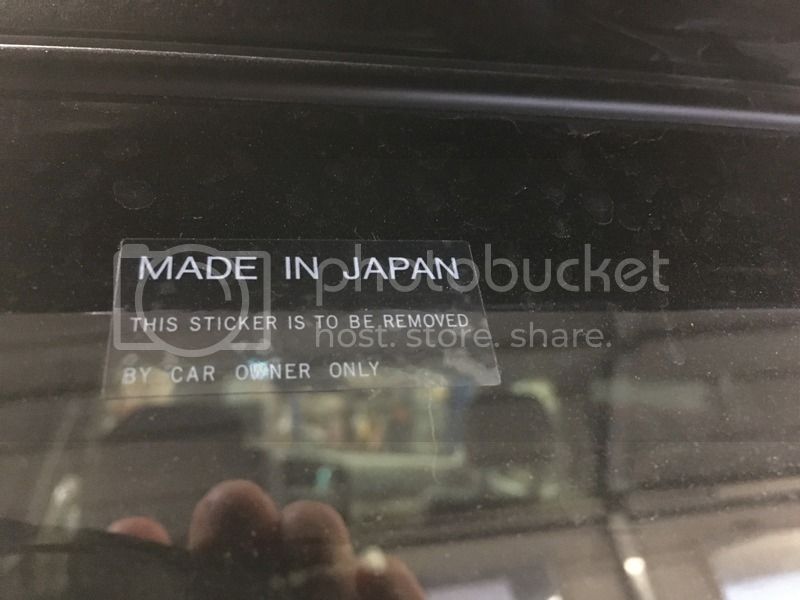 MADE IN JAPAN
THIS STICKER IS TO BE REMOVED
BY CAR OWNER ONLY
photobucket
host. store. share.